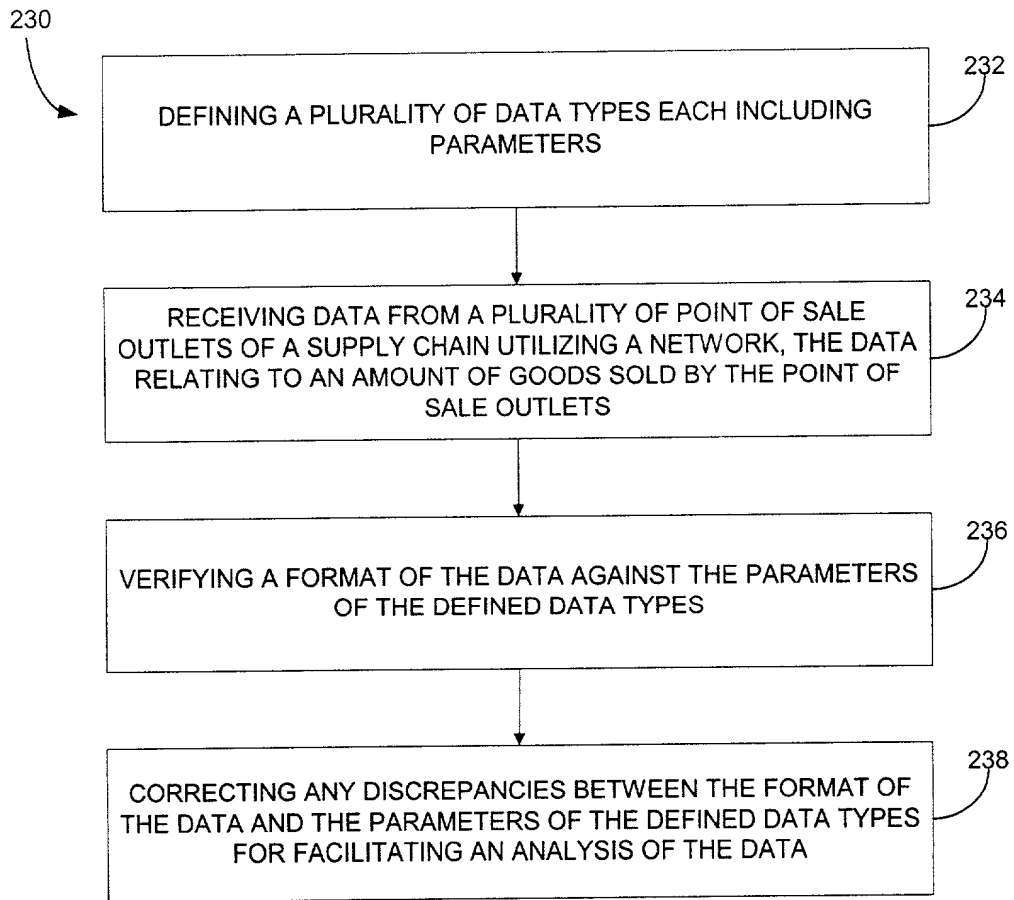 230
232
DEFINING A PLURALITY OF DATA TYPES EACH INCLUDING
PARAMETERS
234
RECEIVING DATA FROM A PLURALITY OF POINT OF SALE
OUTLETS OF A SUPPLY CHAIN UTILIZING A NETWORK, THE DATA
RELATING TO AN AMOUNT OF GOODS SOLD BY THE POINT OF
SALE OUTLETS
236
VERIFYING A FORMAT OF THE DATA AGAINST THE PARAMETERS
OF THE DEFINED DATA TYPES
238
CORRECTING ANY DISCREPANCIES BETWEEN THE FORMAT OF
THE DATA AND THE PARAMETERS OF THE DEFINED DATA TYPES
FOR FACILITATING AN ANALYSIS OF THE DATA